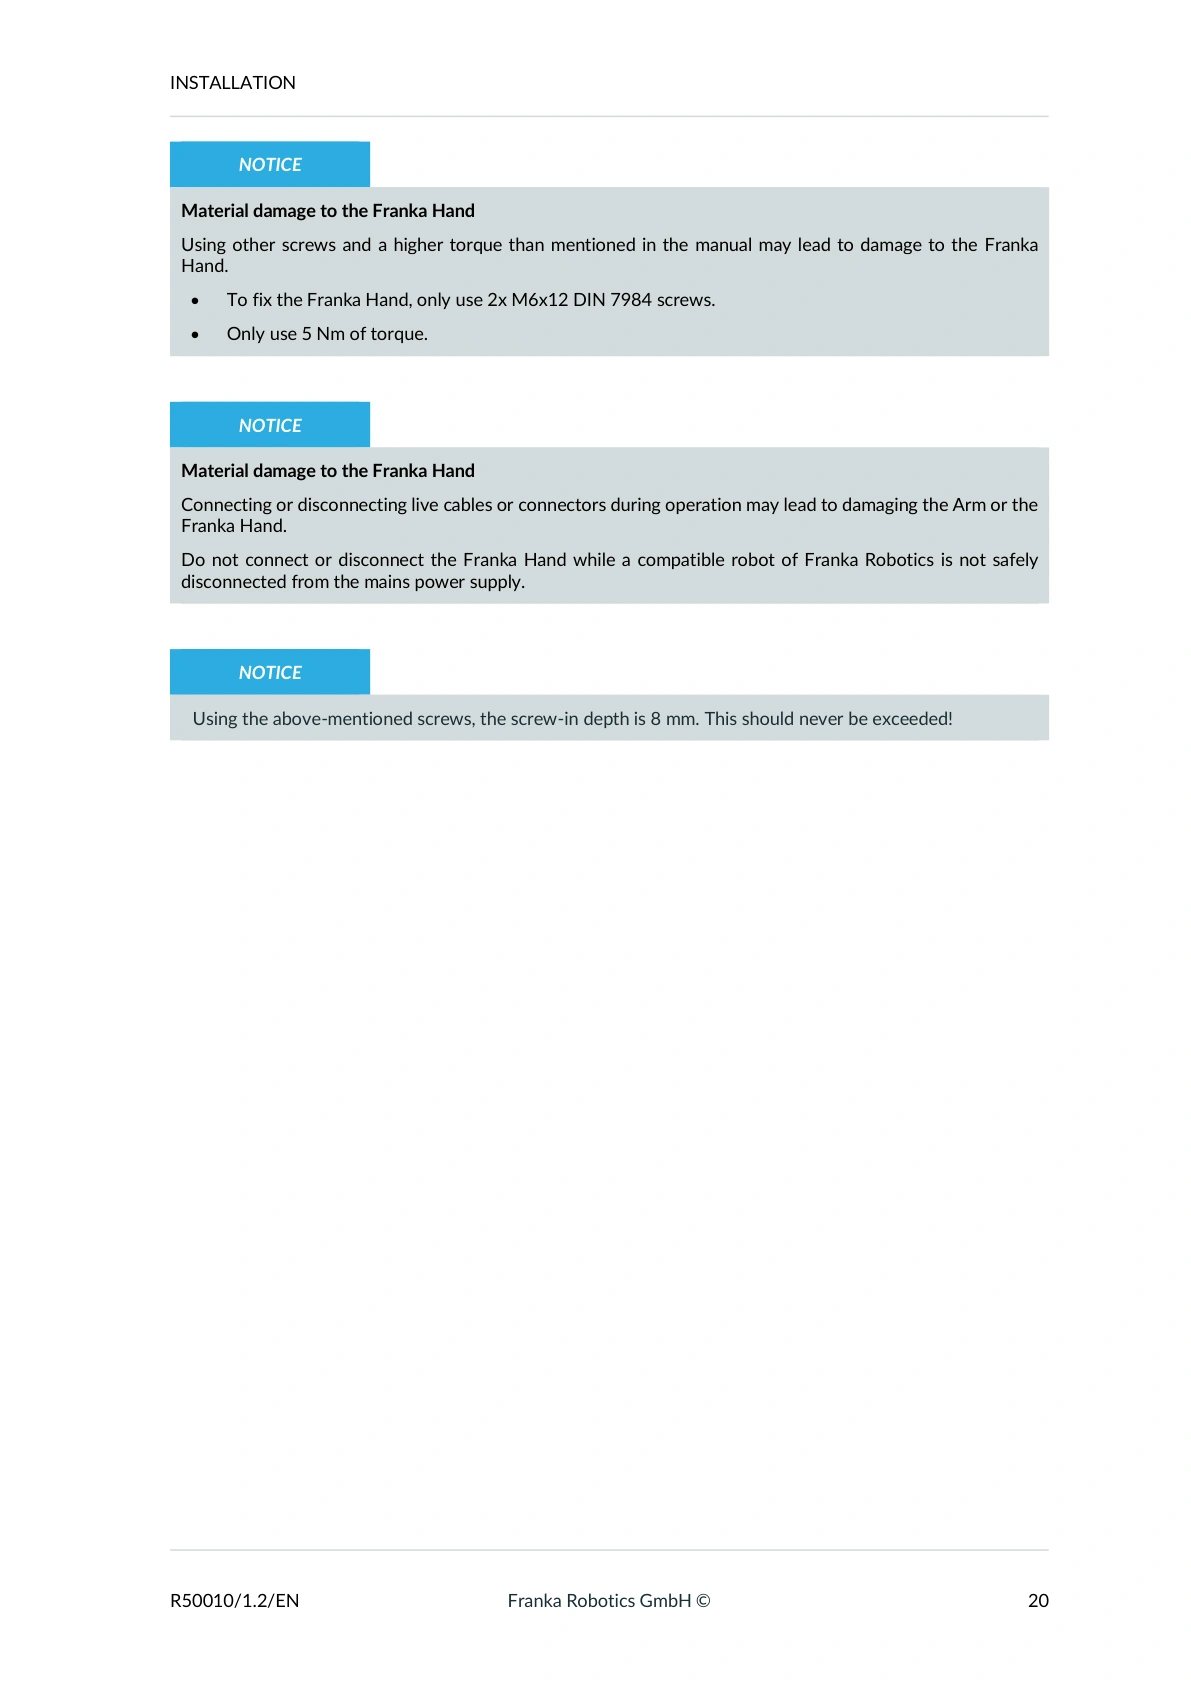 INSTALLATION
NOTICE
Material damage to the Franka Hand
Using other screws and a higher torque than mentioned in the manual may lead to damage to the Franka
Hand.
• To fix the Franka Hand, only use 2x M6x12 DIN 7984 screws.
• Only use 5 Nm of torque.
NOTICE
Material damage to the Franka Hand
Connecting or disconnecting live cables or connectors during operation may lead to damaging the Arm or the
Franka Hand.
Do not connect or disconnect the Franka Hand while a compatible robot of Franka Robotics is not safely
disconnected from the mains power supply.
NOTICE
Using the above-mentioned screws, the screw-in depth is 8 mm. This should never be exceeded!
R50010/1.2/EN Franka Robotics GmbH © 20